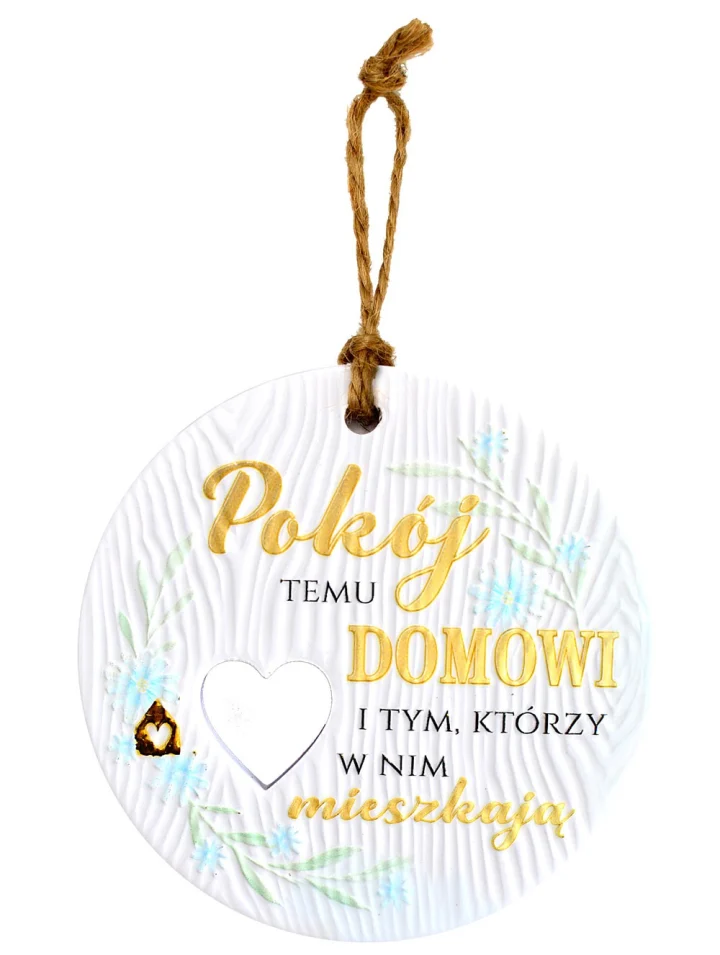 Pokój
TEMU
DOMOWI
I TYM, KTÓRZY
W NIM
mieszkają